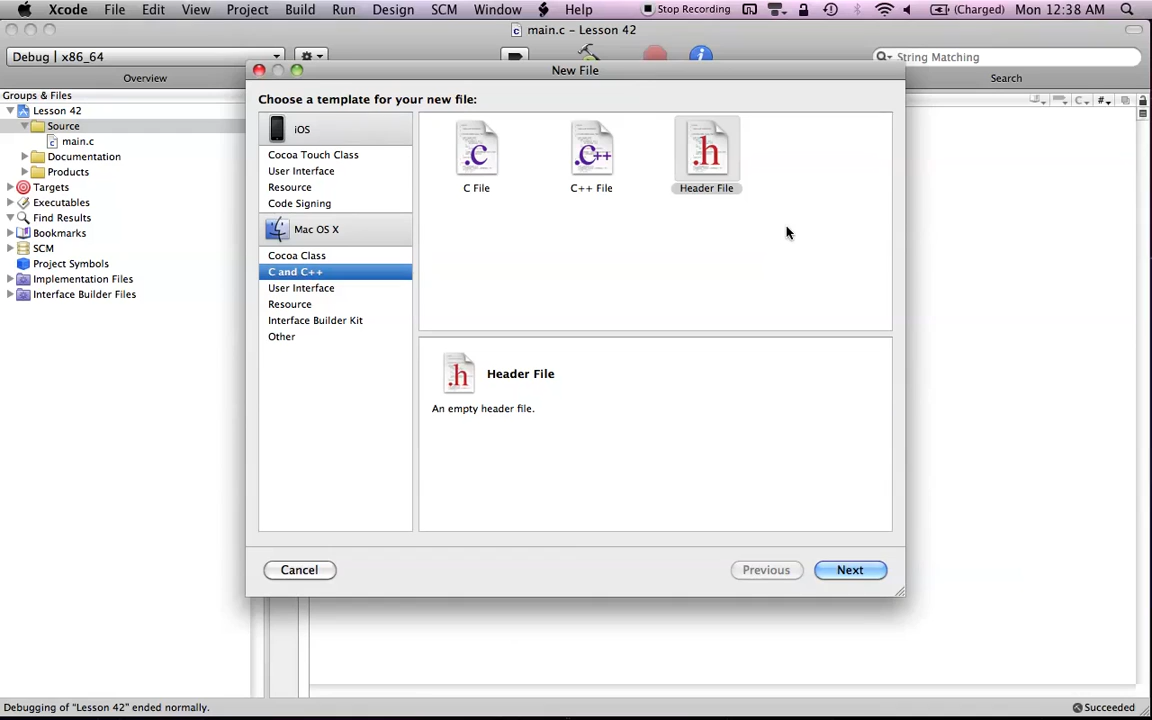 Xcode File Edit View Project Build Run Design SCM Window Help Stop Recording (Charged) Mon 12:38 AM
main.c – Lesson 42
Debug | x86_64
String Matching
Overview
Search
Groups & Files
Lesson 42
Source
main.c
Documentation
Products
Targets
Executables
Find Results
Bookmarks
SCM
Project Symbols
Implementation Files
Interface Builder Files
New File
Choose a template for your new file:
iOS
Cocoa Touch Class
User Interface
Resource
Code Signing
Mac OS X
Cocoa Class
C and C++
User Interface
Resource
Interface Builder Kit
Other
.c
.c++
.h
C File
C++ File
Header File
.h
Header File
An empty header file.
Cancel
Previous
Next
C
#
Debugging of "Lesson 42" ended normally.
Succeeded